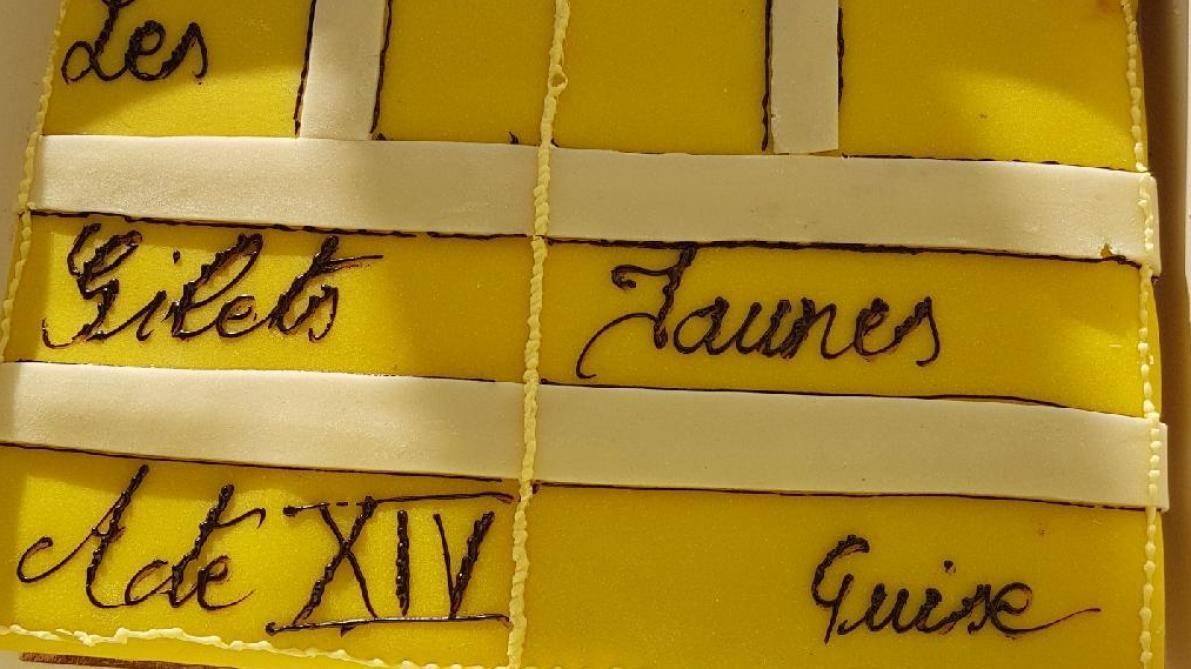 Les
Gilets Jaunes
Acte XIV Guise